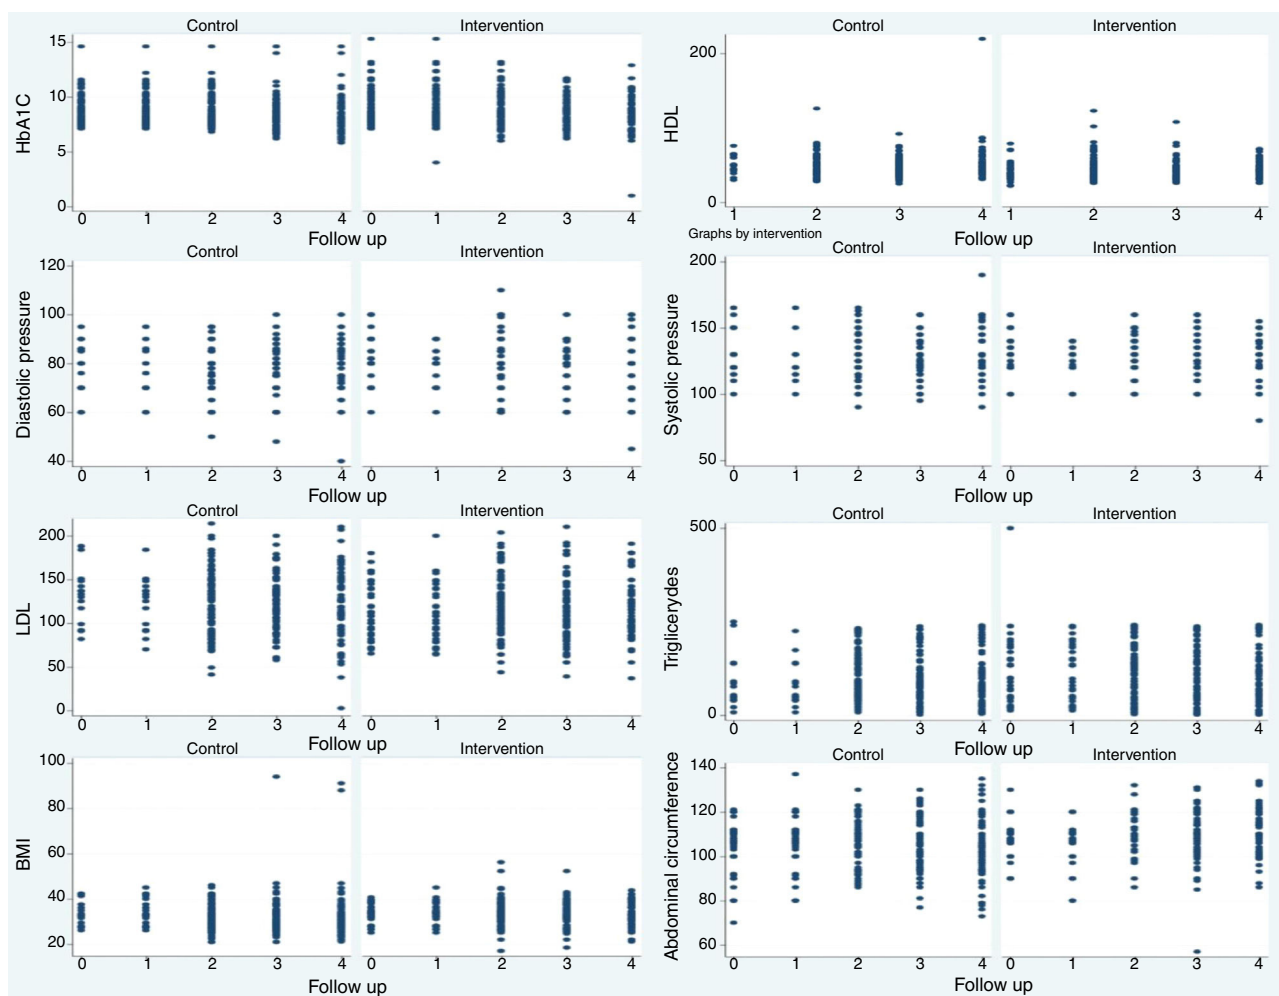 Control Intervention
15
10
5
0
HbA1C
0 1 2 3 4 0 1 2 3 4
Follow up
Control Intervention
200
0
HDL
1 2 3 4 1 2 3 4
Follow up
Graphs by intervention
Control Intervention
120
100
80
60
40
Diastolic pressure
0 1 2 3 4 0 1 2 3 4
Follow up
Control Intervention
200
150
100
50
Systolic pressure
0 1 2 3 4 0 1 2 3 4
Follow up
Control Intervention
200
150
100
50
0
LDL
0 1 2 3 4 0 1 2 3 4
Follow up
Control Intervention
500
0
Triglicerydes
0 1 2 3 4 0 1 2 3 4
Follow up
Control Intervention
100
80
60
40
20
BMI
0 1 2 3 4 0 1 2 3 4
Follow up
Control Intervention
140
120
100
80
60
Abdominal circumference
0 1 2 3 4 0 1 2 3 4
Follow up